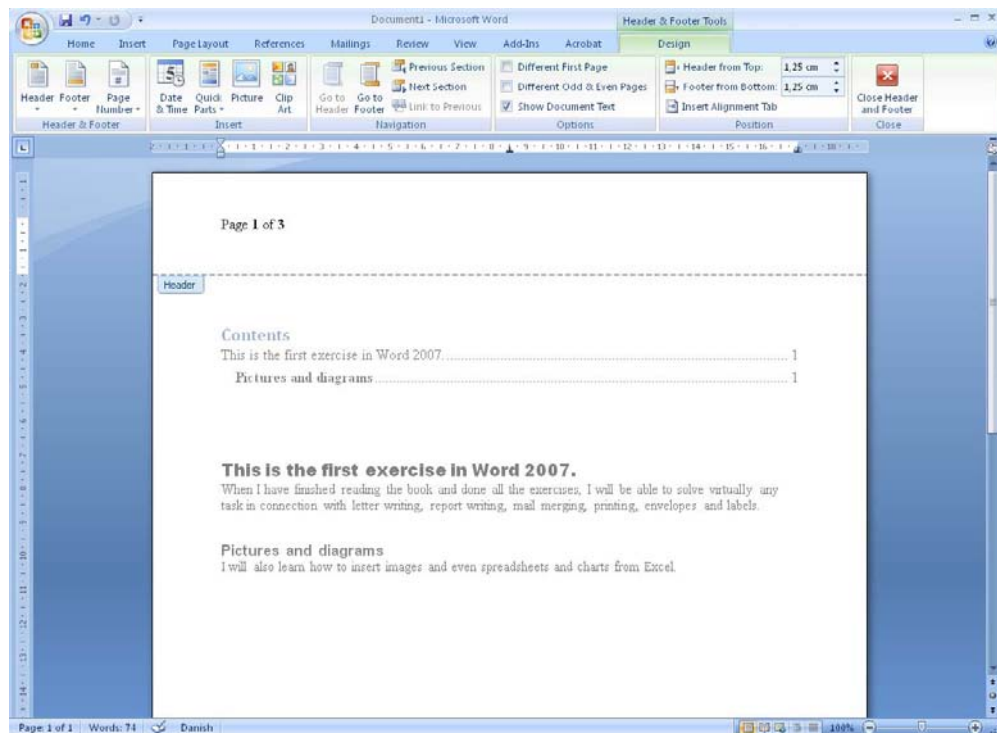 Document1 - Microsoft Word
Header & Footer Tools
Home Insert Page Layout References Mailings Review View Add-Ins Acrobat Design
Header Footer Page Number
Header & Footer
Date & Time Quick Parts Picture Clip Art
Insert
Go to Header Go to Footer Previous Section
Next Section
Link to Previous
Navigation
Different First Page
Different Odd & Even Pages
Show Document Text
Options
Header from Top: 1,25 cm
Footer from Bottom: 1,25 cm
Insert Alignment Tab
Position
Close Header and Footer
Close
Page 1 of 3
Header
Contents
This is the first exercise in Word 2007. 1
Pictures and diagrams 1
This is the first exercise in Word 2007.
When I have finished reading the book and done all the exercises, I will be able to solve virtually any
task in connection with letter writing, report writing, mail merging, printing, envelopes and labels.
Pictures and diagrams
I will also learn how to insert images and even spreadsheets and charts from Excel.
Page: 1 of 1 Words: 74 Danish 100%